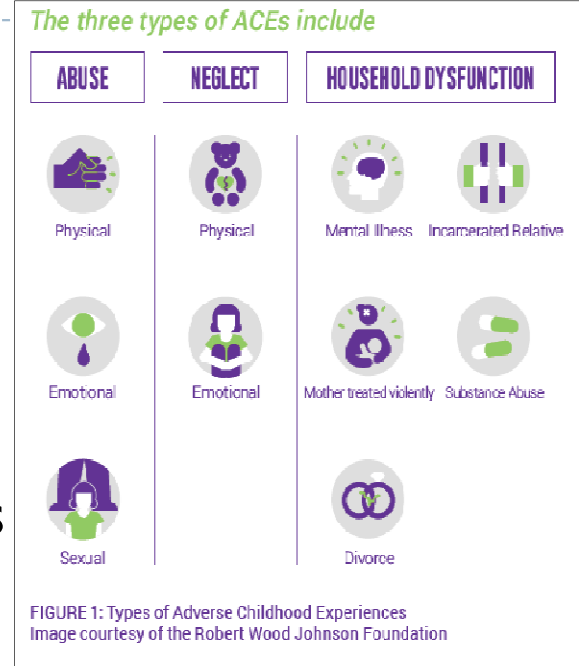 The three types of ACEs include
ABUSE
NEGLECT
HOUSEHOLD DYSFUNCTION
Physical
Physical
Mental Illness
Incarcerated Relative
Emotional
Emotional
Mother treated violently
Substance Abuse
Sexual
Divorce
FIGURE 1: Types of Adverse Childhood Experiences
Image courtesy of the Robert Wood Johnson Foundation